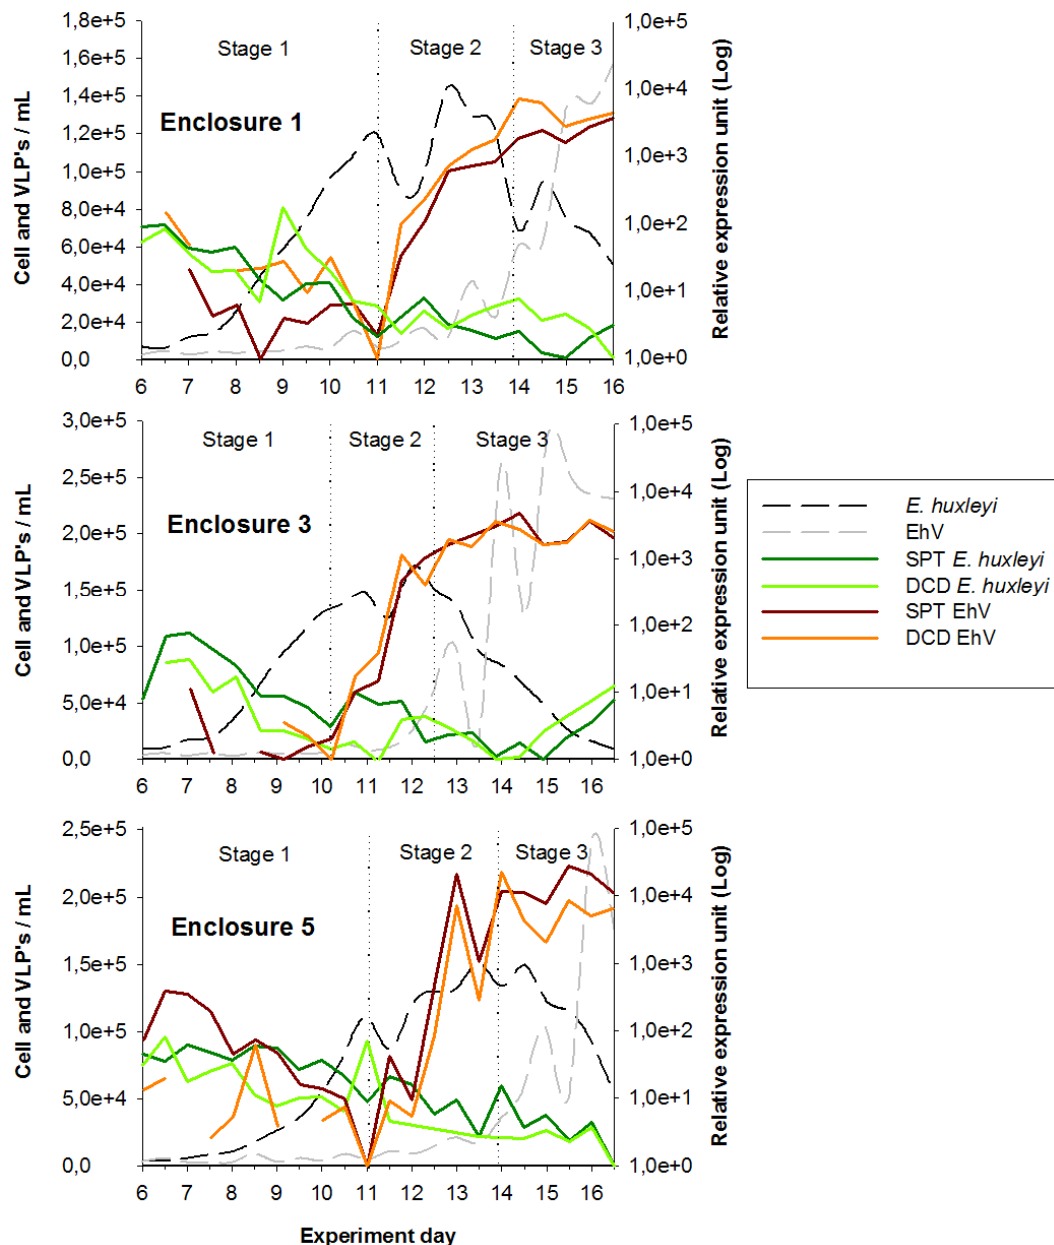 1,8e+5
1,6e+5
1,4e+5
1,2e+5
1,0e+5
8,0e+4
6,0e+4
4,0e+4
2,0e+4
0,0
Cell and VLP's / mL
Stage 1
Stage 2
Stage 3
Enclosure 1
1,0e+5
1,0e+4
1,0e+3
1,0e+2
1,0e+1
1,0e+0
Relative expression unit (Log)
6 7 8 9 10 11 12 13 14 15 16
3,0e+5
2,5e+5
2,0e+5
1,5e+5
1,0e+5
5,0e+4
0,0
Cell and VLP's / mL
Stage 1
Stage 2
Stage 3
Enclosure 3
1,0e+5
1,0e+4
1,0e+3
1,0e+2
1,0e+1
1,0e+0
Relative expression unit (Log)
6 7 8 9 10 11 12 13 14 15 16
E. huxleyi
EhV
SPT E. huxleyi
DCD E. huxleyi
SPT EhV
DCD EhV
2,5e+5
2,0e+5
1,5e+5
1,0e+5
5,0e+4
0,0
Cell and VLP's / mL
Stage 1
Stage 2
Stage 3
Enclosure 5
1,0e+5
1,0e+4
1,0e+3
1,0e+2
1,0e+1
1,0e+0
Relative expression unit (Log)
6 7 8 9 10 11 12 13 14 15 16
Experiment day